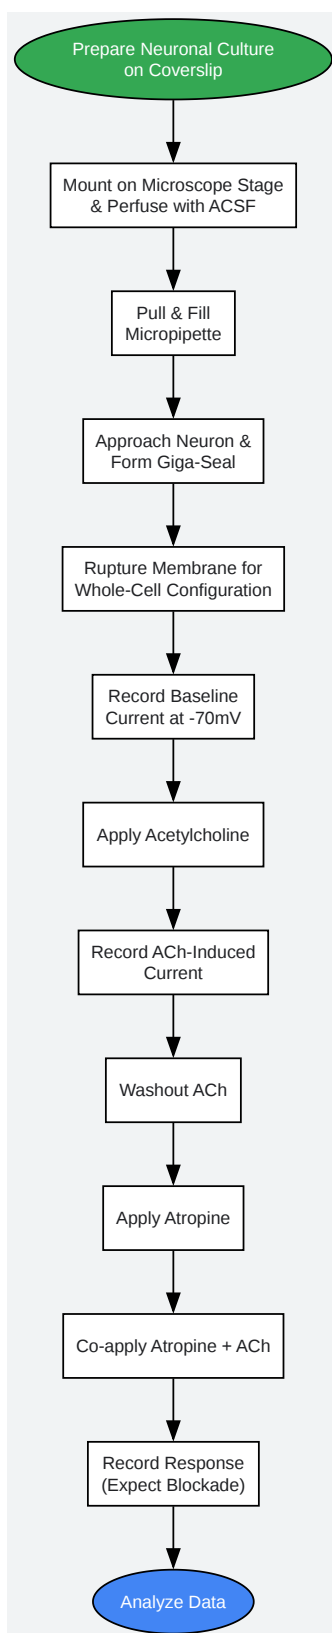 Prepare Neuronal Culture
on Coverslip
Mount on Microscope Stage
& Perfuse with ACSF
Pull & Fill
Micropipette
Approach Neuron &
Form Giga-Seal
Rupture Membrane for
Whole-Cell Configuration
Record Baseline
Current at -70mV
Apply Acetylcholine
Record ACh-Induced
Current
Washout ACh
Apply Atropine
Co-apply Atropine + ACh
Record Response
(Expect Blockade)
Analyze Data